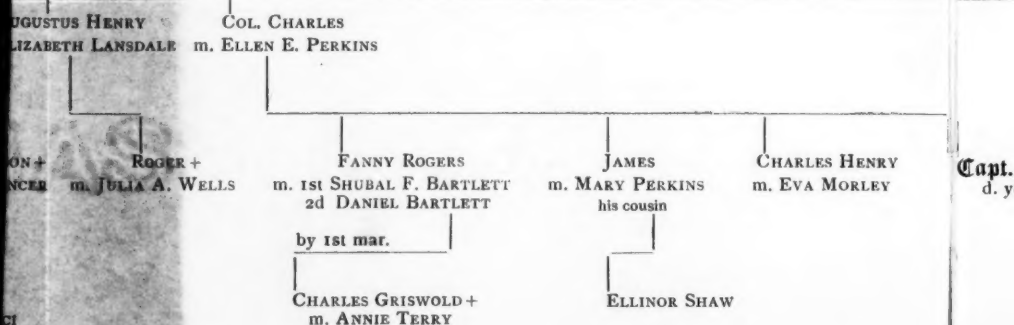 UGUSTUS HENRY COL. CHARLES
LIZABETH LANSDALE m. ELLEN E. PERKINS
ON + ROGER + FANNY ROGERS JAMES CHARLES HENRY Capt.
NCER m. JULIA A. WELLS m. 1st SHUBAL F. BARTLETT m. MARY PERKINS m. EVA MORLEY d. y
2d DANIEL BARTLETT his cousin
by 1st mar.
CHARLES GRISWOLD + ELLINOR SHAW
m. ANNIE TERRY